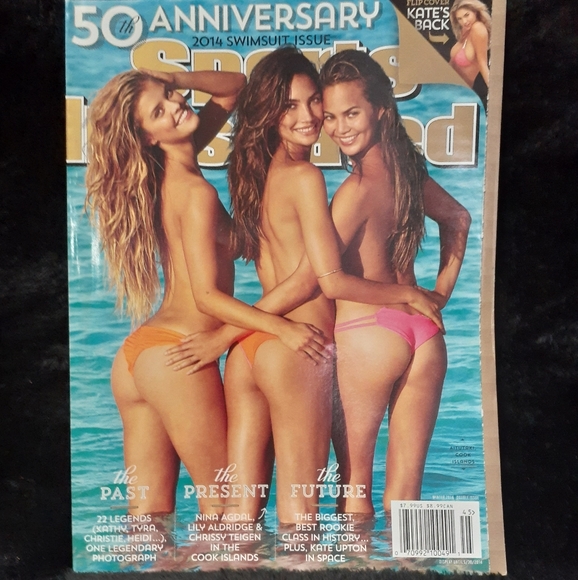 50th ANNIVERSARY
2014 SWIMSUIT ISSUE
FLIP COVER
KATE'S
BACK
Sports
Illustrated
the
PAST
22 LEGENDS
(KATHY, TYRA,
CHRISTIE, HEIDI...),
ONE LEGENDARY
PHOTOGRAPH
the
PRESENT
NINA AGDAL,
LILY ALDRIDGE &
CHRISSY TEIGEN
IN THE
COOK ISLANDS
the
FUTURE
THE BIGGEST,
BEST ROOKIE
CLASS IN HISTORY...
PLUS, KATE UPTON
IN SPACE
COOK
ISLANDS